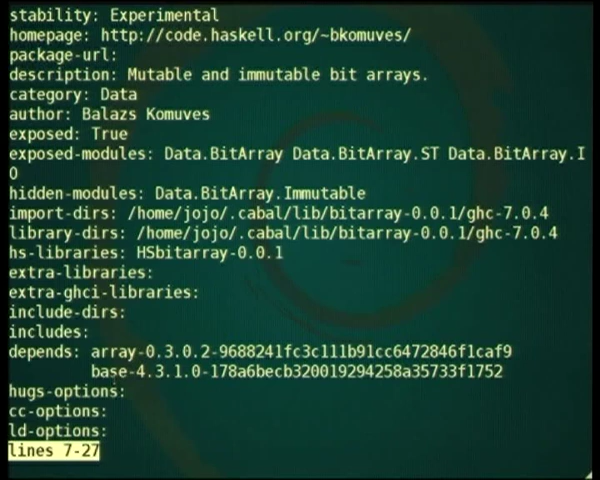 stability: Experimental
homepage: http://code.haskell.org/~bkomuves/
package-url:
description: Mutable and immutable bit arrays.
category: Data
author: Balazs Komuves
exposed: True
exposed-modules: Data.BitArray Data.BitArray.ST Data.BitArray.I
O
hidden-modules: Data.BitArray.Immutable
import-dirs: /home/jojo/.cabal/lib/bitarray-0.0.1/ghc-7.0.4
library-dirs: /home/jojo/.cabal/lib/bitarray-0.0.1/ghc-7.0.4
hs-libraries: HSbitarray-0.0.1
extra-libraries:
extra-ghci-libraries:
include-dirs:
includes:
depends: array-0.3.0.2-9688241fc3c111b91cc6472846f1caf9
base-4.3.1.0-178a6becb320019294258a35733f1752
hugs-options:
cc-options:
ld-options:
lines 7-27